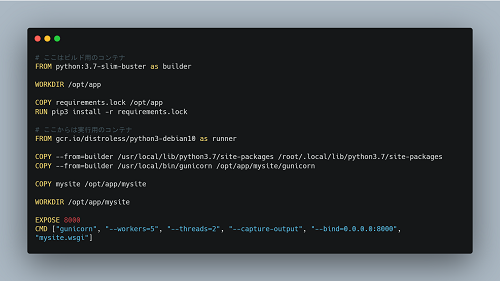 # ここはビルド用のコンテナ
FROM python:3.7-slim-buster as builder
WORKDIR /opt/app
COPY requirements.lock /opt/app
RUN pip3 install -r requirements.lock
# ここからは実行用のコンテナ
FROM gcr.io/distroless/python3-debian10 as runner
COPY --from=builder /usr/local/lib/python3.7/site-packages /root/.local/lib/python3.7/site-packages
COPY --from=builder /usr/local/bin/gunicorn /opt/app/mysite/gunicorn
COPY mysite /opt/app/mysite
WORKDIR /opt/app/mysite
EXPOSE 8000
CMD ["gunicorn", "--workers=5", "--threads=2", "--capture-output", "--bind=0.0.0.0:8000",
"mysite.wsgi"]